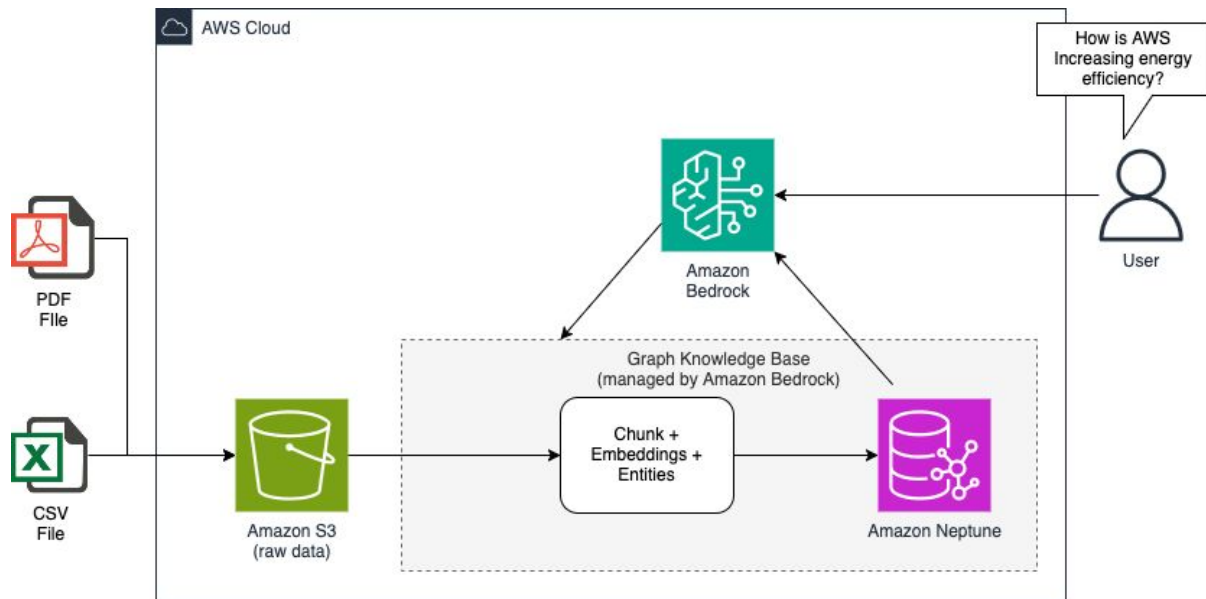 AWS Cloud
How is AWS
Increasing energy
efficiency?
Amazon
Bedrock
User
PDF
FIle
Graph Knowledge Base
(managed by Amazon Bedrock)
Chunk +
Embeddings +
Entities
X
CSV
File
Amazon S3
(raw data)
Amazon Neptune